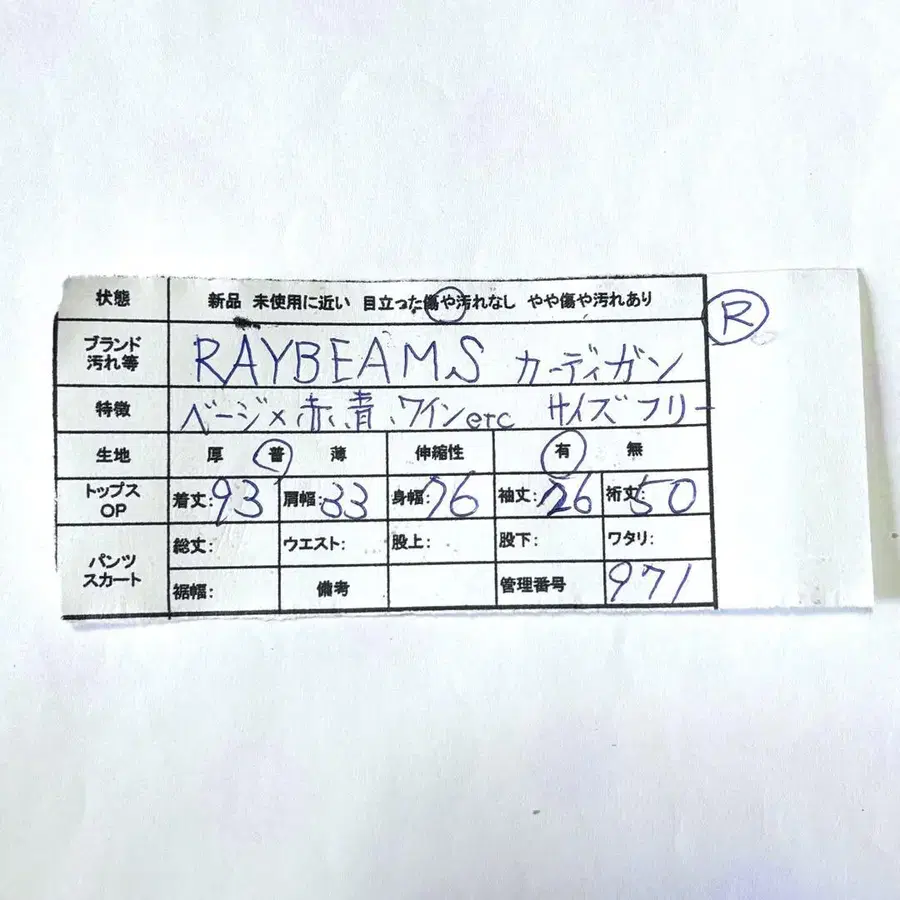 状態 新品 未使用に近い 目立った傷や汚れなし やや傷や汚れあり
R
ブランド 汚れ等 RAYBEAMS カーディガン
特徴 ベージ×赤、青、ワインetc サイズフリー
生地 厚 普 薄 伸縮性 有 無
トップス OP 着丈:93 肩幅:33 身幅:76 袖丈:26 裄丈:50
パンツ スカート 総丈: ウエスト: 股上: 股下: ワタリ:
裾幅: 備考 管理番号 971